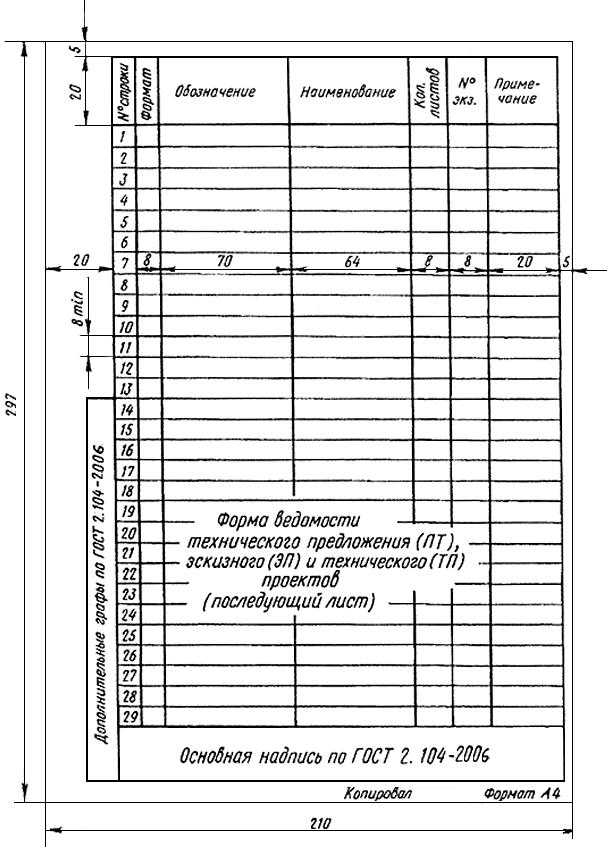 5
20
№ строки
Формат
Обозначение
Наименование
Кол. листов
№ экз.
Приме-
чание
1
2
3
4
5
6
20 7 8 70 64 8 8 20 5
8
8 min
9
10
11
12
13
297
Дополнительные графы по ГОСТ 2.104-2006
14
15
16
17
18
19
20
21
22
23
24
25
26
27
28
29
Форма ведомости
технического предложения (ПТ),
эскизного (ЭП) и технического (ТП)
проектов
(последующий лист)
Основная надпись по ГОСТ 2.104-2006
Копировал Формат А4
210